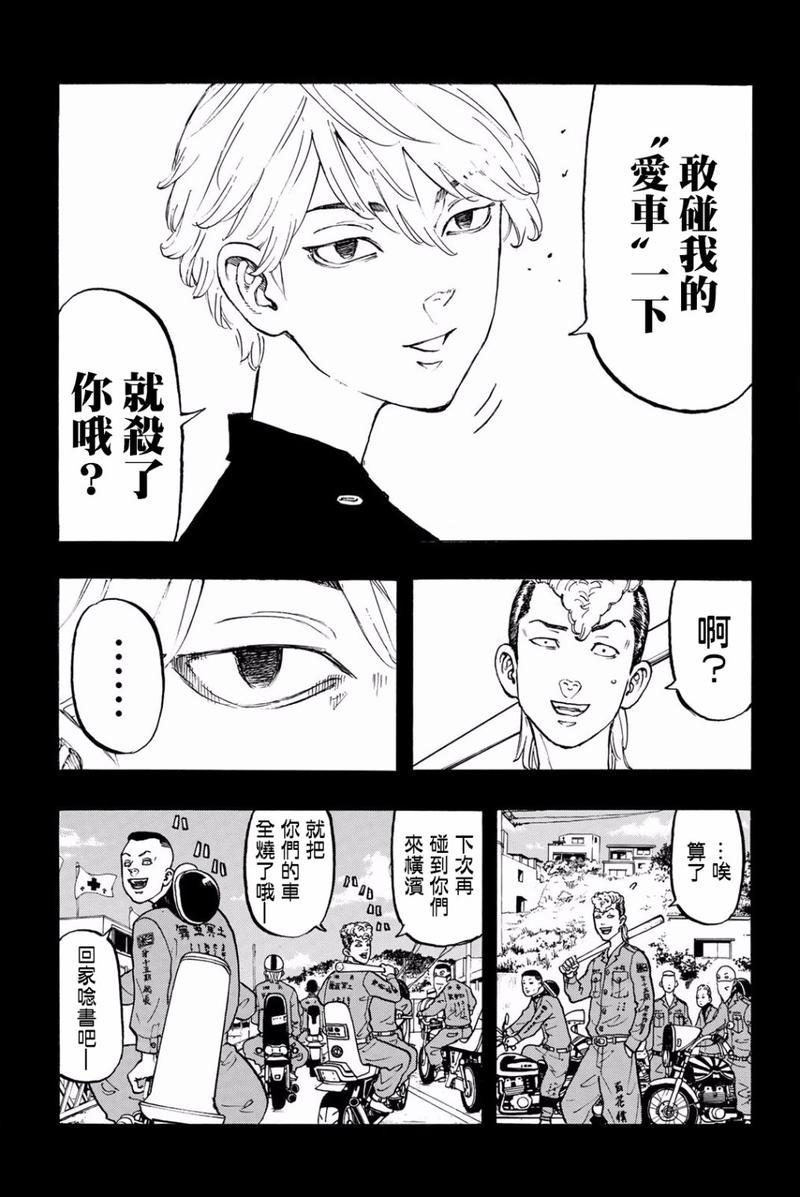 敢碰我的
〝愛車〞一下
就殺了
你哦？
啊？
……
…唉
算了
下次再
碰到你們
來橫濱
就把
你們的車
全燒了哦—
回家唸書吧—